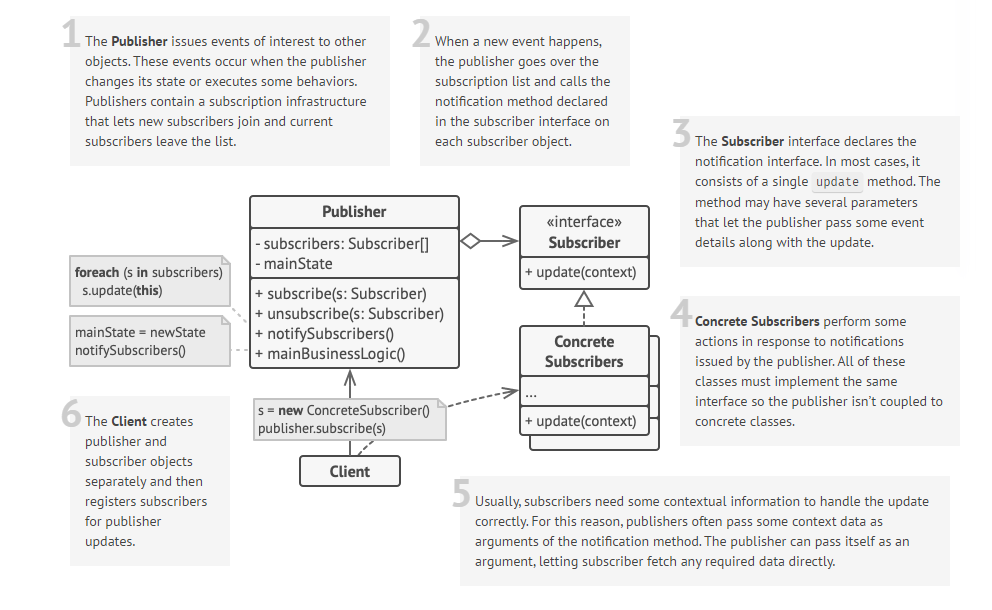 1
The Publisher issues events of interest to other
objects. These events occur when the publisher
changes its state or executes some behaviors.
Publishers contain a subscription infrastructure
that lets new subscribers join and current
subscribers leave the list.
2
When a new event happens,
the publisher goes over the
subscription list and calls the
notification method declared
in the subscriber interface on
each subscriber object.
3
The Subscriber interface declares the
notification interface. In most cases, it
consists of a single update method. The
method may have several parameters
that let the publisher pass some event
details along with the update.
Publisher
- subscribers: Subscriber[]
- mainState
+ subscribe(s: Subscriber)
+ unsubscribe(s: Subscriber)
+ notifySubscribers()
+ mainBusinessLogic()
«interface»
Subscriber
+ update(context)
foreach (s in subscribers)
s.update(this)
mainState = newState
notifySubscribers()
4
Concrete Subscribers perform some
actions in response to notifications
issued by the publisher. All of these
classes must implement the same
interface so the publisher isn't coupled to
concrete classes.
Concrete
Subscribers
...
+ update(context)
s = new ConcreteSubscriber()
publisher.subscribe(s)
Client
6
The Client creates
publisher and
subscriber objects
separately and then
registers subscribers
for publisher
updates.
5
Usually, subscribers need some contextual information to handle the update
correctly. For this reason, publishers often pass some context data as
arguments of the notification method. The publisher can pass itself as an
argument, letting subscriber fetch any required data directly.